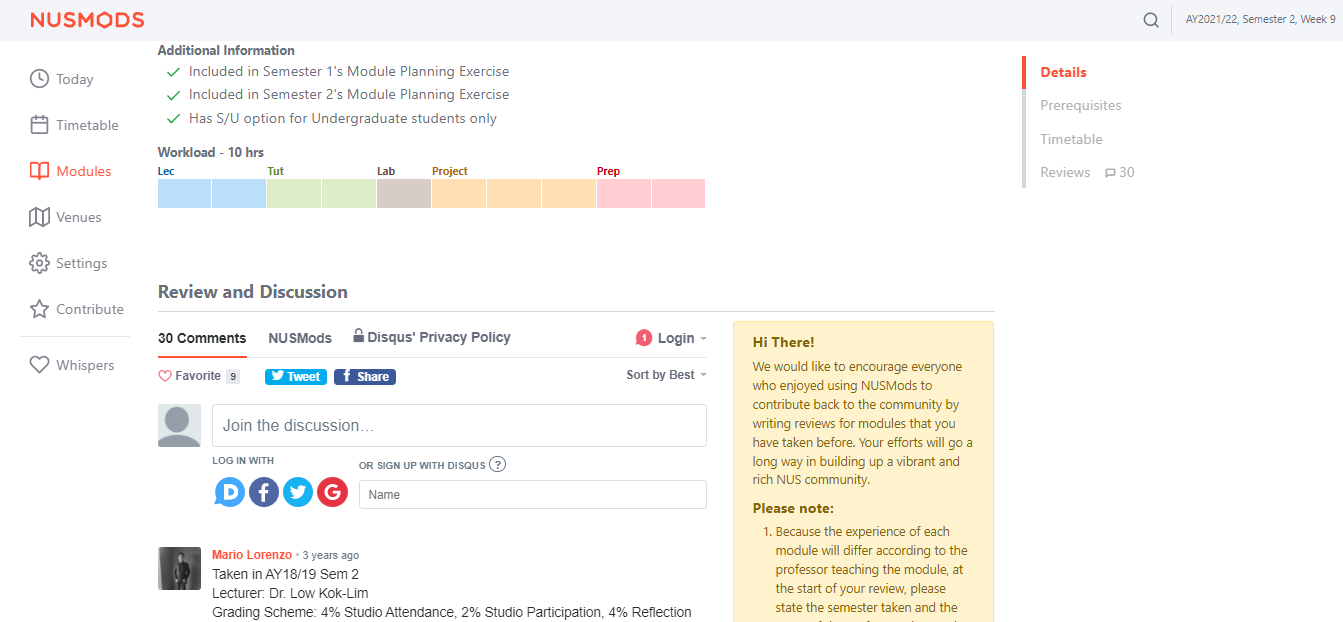 NUSMODS
AY2021/22, Semester 2, Week 9
Today
Timetable
Modules
Venues
Settings
Contribute
Whispers
Additional Information
Included in Semester 1's Module Planning Exercise
Included in Semester 2's Module Planning Exercise
Has S/U option for Undergraduate students only
Workload - 10 hrs
Lec Tut Lab Project Prep
Details
Prerequisites
Timetable
Reviews 30
Review and Discussion
30 Comments NUSMods Disqus' Privacy Policy 1 Login
Favorite 9 Tweet Share Sort by Best
Join the discussion…
LOG IN WITH
OR SIGN UP WITH DISQUS ?
Name
Mario Lorenzo • 3 years ago
Taken in AY18/19 Sem 2
Lecturer: Dr. Low Kok-Lim
Grading Scheme: 4% Studio Attendance, 2% Studio Participation, 4% Reflection
Hi There!
We would like to encourage everyone
who enjoyed using NUSMods to
contribute back to the community by
writing reviews for modules that you
have taken before. Your efforts will go a
long way in building up a vibrant and
rich NUS community.
Please note:
1. Because the experience of each
module will differ according to the
professor teaching the module, at
the start of your review, please
state the semester taken and the